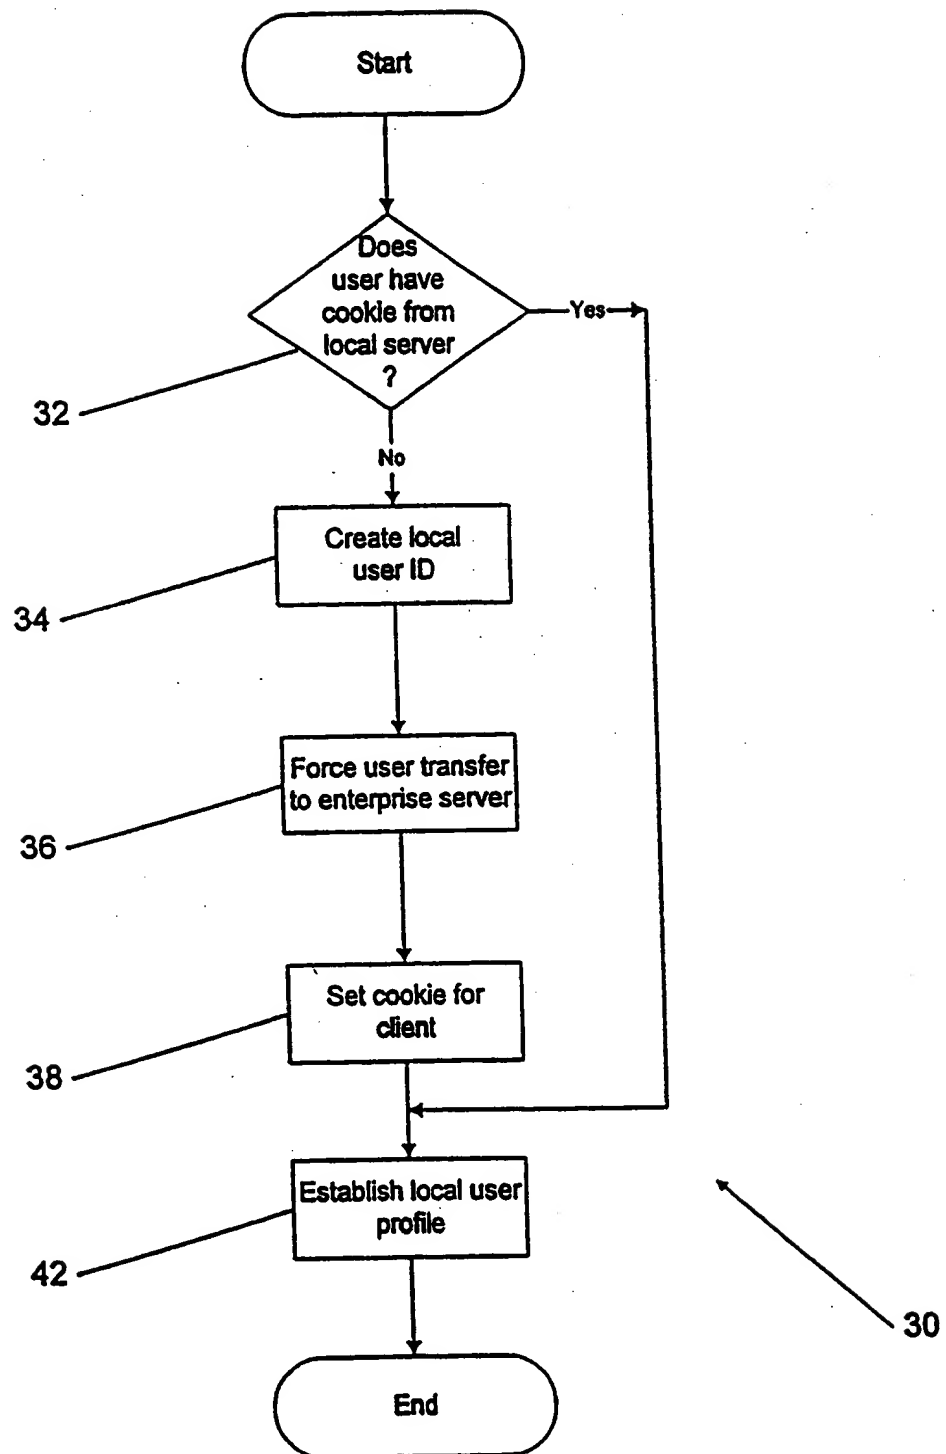 Start
Does
user have
cookie from
local server
?
Yes
32
No
Create local
user ID
34
Force user transfer
to enterprise server
36
Set cookie for
client
38
Establish local user
profile
42
30
End